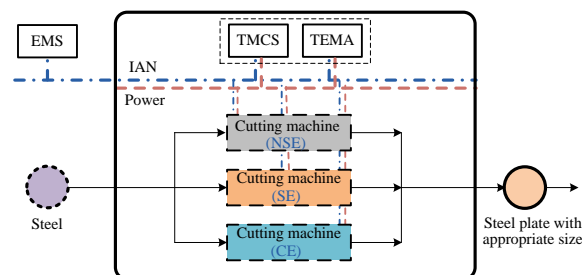 EMS
TMCS
TEMA
IAN
Power
Cutting machine
(NSE)
Cutting machine
(SE)
Cutting machine
(CE)
Steel
Steel plate with
appropriate size